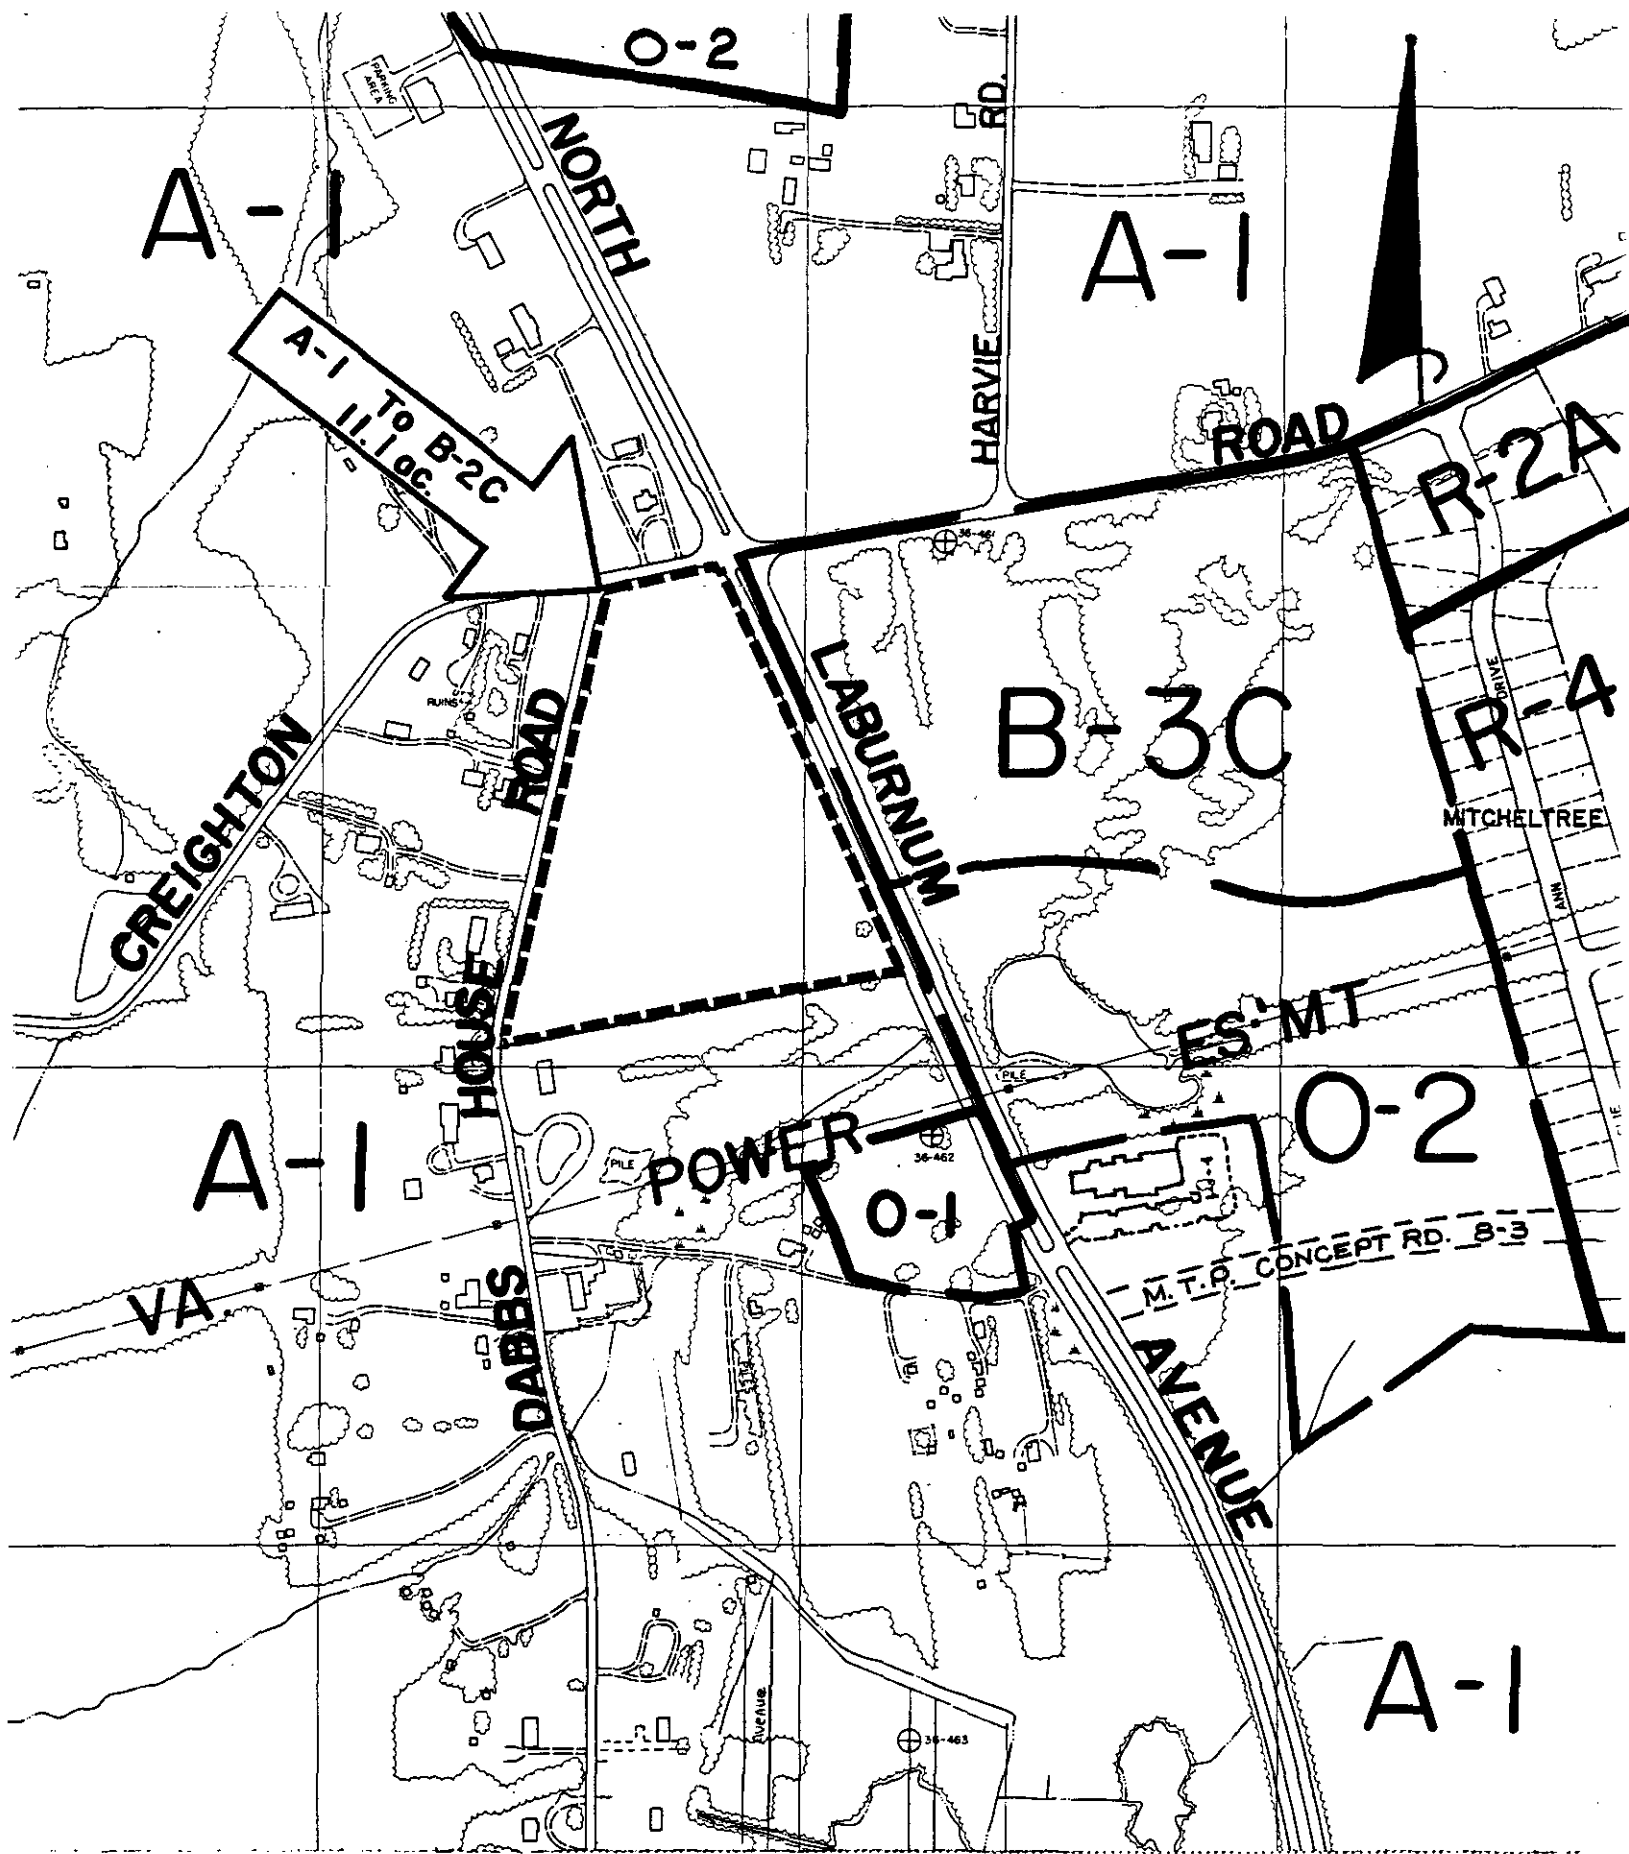 O-2
PARKING
AREA
NORTH
RD.
A-1
A-1
A-1 TO B-2C
11.1 ac.
HARVIE
ROAD
R-2A
36-461
LABURNUM
B-3C
DRIVE
R-4
RUINS
ROAD
CREIGHTON
MITCHELTREE
ANN
HOUSE
ES'MT
PILE
O-2
POWER
36-462
A-1
PILE
O-1
M.T.P. CONCEPT RD. 8-3
VA.
DABBS
AVENUE
A-1
Avenue
36-463